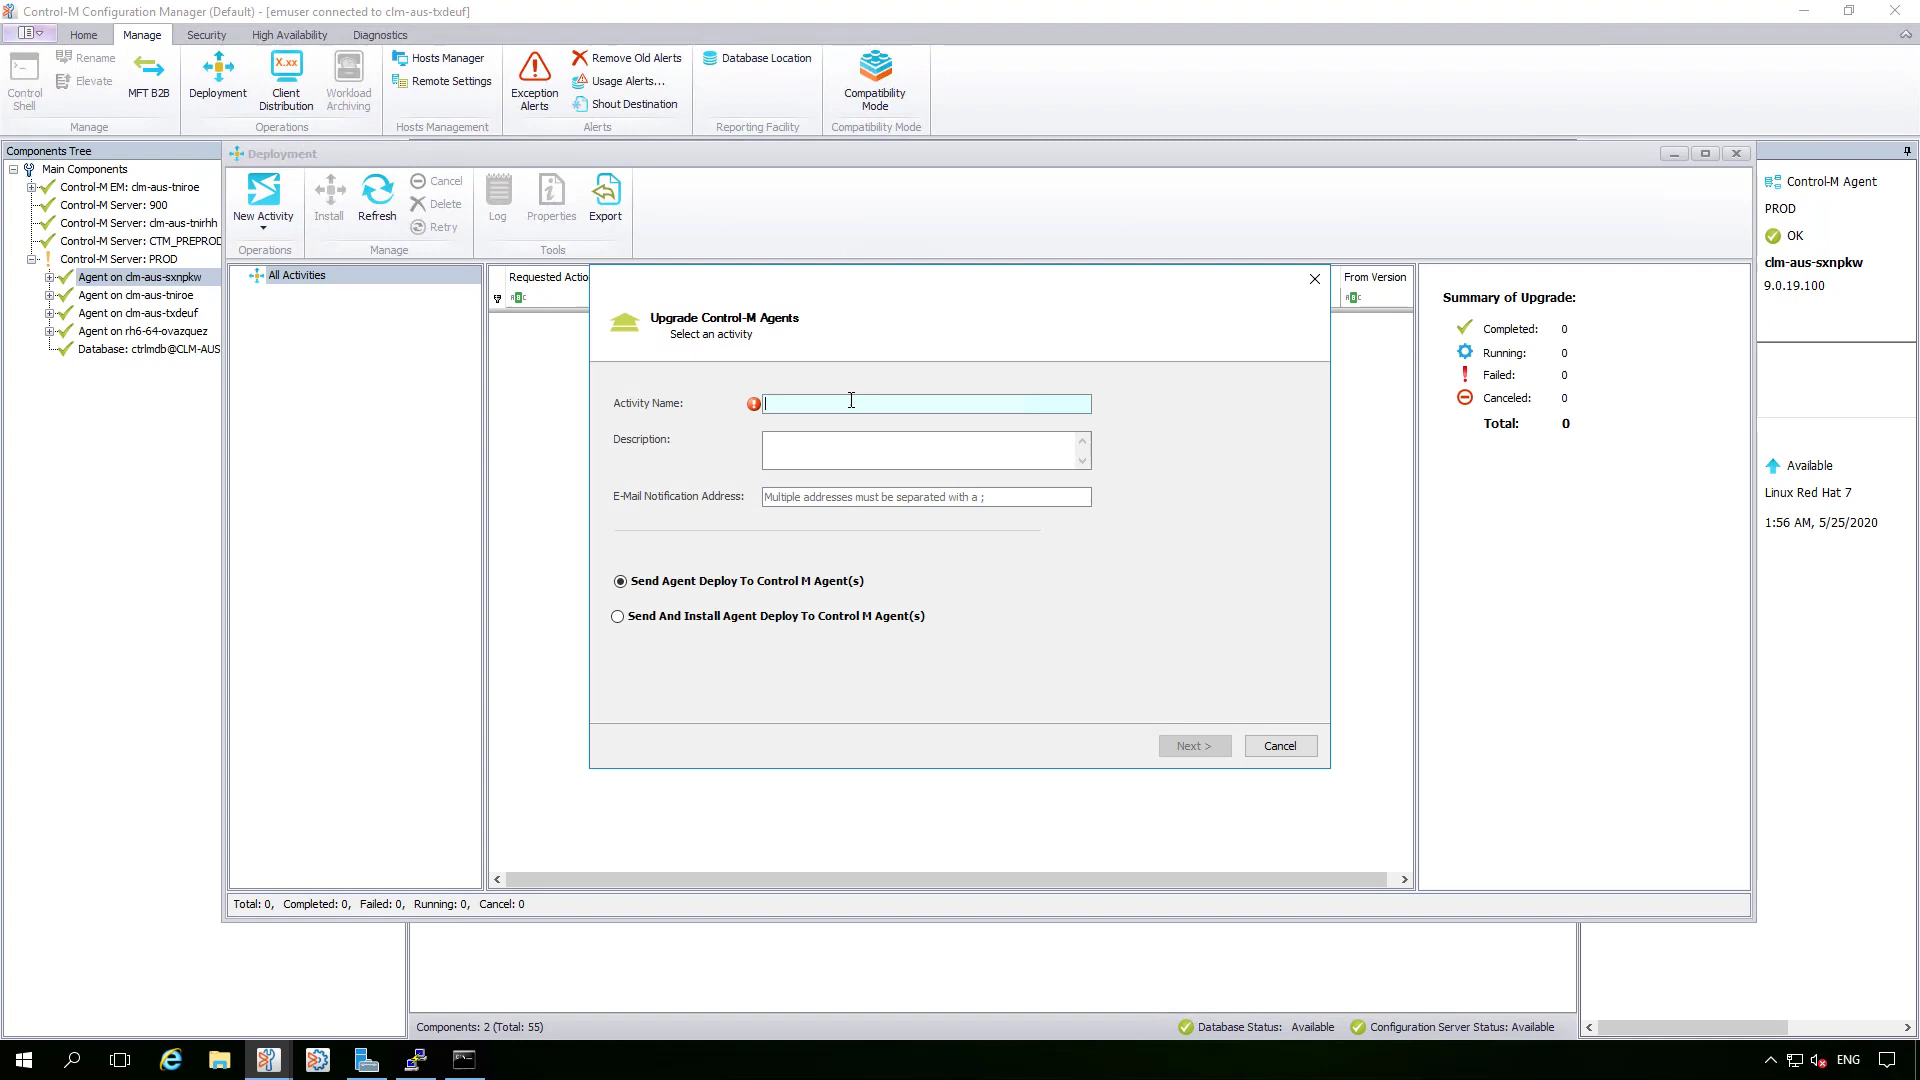 Control-M Configuration Manager (Default) - [emuser connected to clm-aus-txdeuf]
Home Manage Security High Availability Diagnostics
Control Shell
Rename
Elevate
MFT B2B
Manage
Deployment
Client Distribution
Workload Archiving
Operations
Hosts Manager
Remote Settings
Hosts Management
Exception Alerts
Remove Old Alerts
Usage Alerts...
Shout Destination
Alerts
Database Location
Reporting Facility
Compatibility Mode
Compatibility Mode
Components Tree
Main Components
Control-M EM: clm-aus-tniroe
Control-M Server: 900
Control-M Server: clm-aus-tnirhh
Control-M Server: CTM_PREPROD
Control-M Server: PROD
Agent on clm-aus-sxnpkw
Agent on clm-aus-tniroe
Agent on clm-aus-txdeuf
Agent on rh6-64-ovazquez
Database: ctrlmdb@CLM-AUS
Deployment
New Activity
Operations
Install
Refresh
Cancel
Delete
Retry
Manage
Log
Properties
Export
Tools
All Activities
Requested Actio
From Version
Upgrade Control-M Agents
Select an activity
Activity Name:
Description:
E-Mail Notification Address: Multiple addresses must be separated with a ;
Send Agent Deploy To Control M Agent(s)
Send And Install Agent Deploy To Control M Agent(s)
Next > Cancel
Summary of Upgrade:
Completed: 0
Running: 0
Failed: 0
Canceled: 0
Total: 0
Total: 0, Completed: 0, Failed: 0, Running: 0, Cancel: 0
Control-M Agent
PROD
OK
clm-aus-sxnpkw
9.0.19.100
Available
Linux Red Hat 7
1:56 AM, 5/25/2020
Components: 2 (Total: 55)
Database Status: Available
Configuration Server Status: Available
ENG